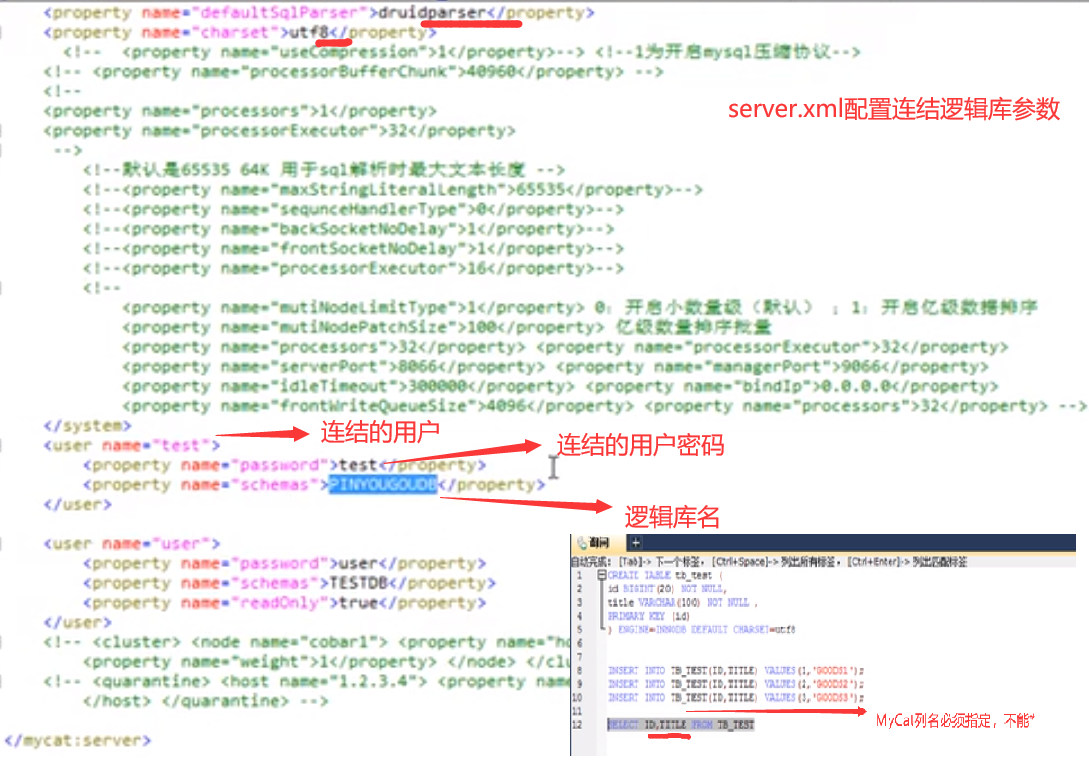 <property name="defaultSqlParser">druidparser</property>
<property name="charset">utf8</property>
<!-- <property name="useCompression">1</property>--> <!--1为开启mysql压缩协议-->
<!-- <property name="processorBufferChunk">40960</property> -->
<!--
<property name="processors">1</property>
<property name="processorExecutor">32</property>
-->
server.xml配置连结逻辑库参数
<!--默认是65535 64K 用于sql解析时最大文本长度 -->
<!--<property name="maxStringLiteralLength">65535</property>-->
<!--<property name="sequnceHandlerType">0</property>-->
<!--<property name="backSocketNoDelay">1</property>-->
<!--<property name="frontSocketNoDelay">1</property>-->
<!--<property name="processorExecutor">16</property>-->
<!--
<property name="mutiNodeLimitType">1</property> 0：开启小数量级（默认） ；1：开启亿级数据排序
<property name="mutiNodePatchSize">100</property> 亿级数量排序批量
<property name="processors">32</property> <property name="processorExecutor">32</property>
<property name="serverPort">8066</property> <property name="managerPort">9066</property>
<property name="idleTimeout">300000</property> <property name="bindIp">0.0.0.0</property>
<property name="frontWriteQueueSize">4096</property> <property name="processors">32</property> -->
</system>
<user name="test">
连结的用户
<property name="password">test</property>
连结的用户密码
<property name="schemas">PINYOUGOUDB</property>
逻辑库名
</user>
<user name="user">
<property name="password">user</property>
<property name="schemas">TESTDB</property>
<property name="readOnly">true</property>
</user>
<!-- <cluster> <node name="cobar1"> <property name="ho
<property name="weight">1</property> </node> </clu
<!-- <quarantine> <host name="1.2.3.4"> <property name
</host> </quarantine> -->
</mycat:server>
询问
自动完成: [Tab]-> 下一个标签, [Ctrl+Space]-> 列出所有标签, [Ctrl+Enter]-> 列出匹配标签
1 CREATE TABLE tb_test (
2 id BIGINT(20) NOT NULL,
3 title VARCHAR(100) NOT NULL ,
4 PRIMARY KEY (id)
5 ) ENGINE=INNODB DEFAULT CHARSET=utf8
6
7
8 INSERT INTO TB_TEST(ID,TITLE) VALUES(1,'GOODS1');
9 INSERT INTO TB_TEST(ID,TITLE) VALUES(2,'GOODS2');
10 INSERT INTO TB_TEST(ID,TITLE) VALUES(3,'GOODS3');
11
12 SELECT ID,TITLE FROM TB_TEST
MyCat列名必须指定，不能*